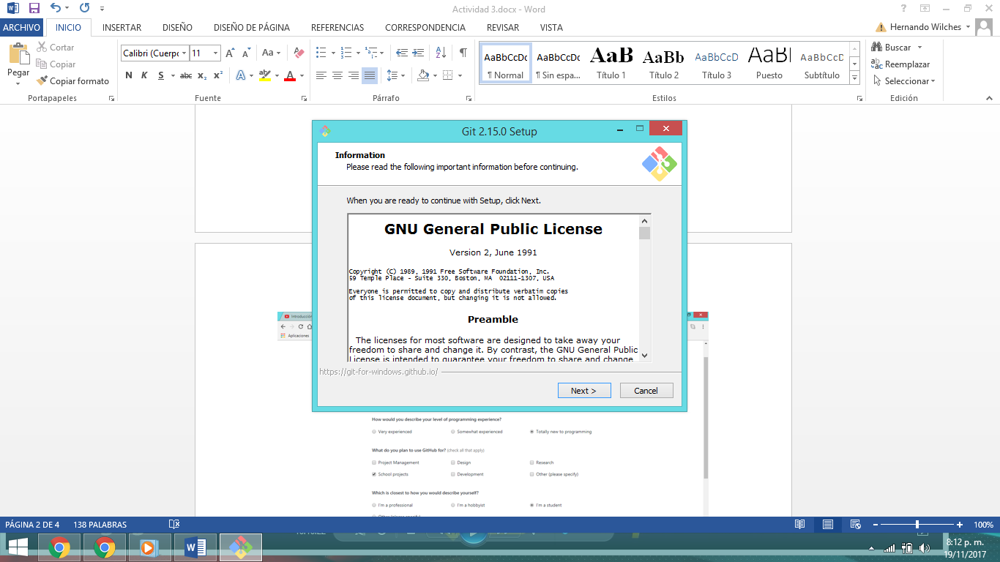 Actividad 3.docx - Word
ARCHIVO INICIO INSERTAR DISEÑO DISEÑO DE PÁGINA REFERENCIAS CORRESPONDENCIA REVISAR VISTA Hernando Wilches
Pegar
Cortar
Copiar
Copiar formato
Portapapeles
Calibri (Cuerpo 11
N K S abc x₂ x²
Fuente
Párrafo
AaBbCcDc AaBbCcDc AaB AaBb AaBbCcD AaBl AaBbCcD
¶ Normal ¶ Sin espa... Título 1 Título 2 Título 3 Puesto Subtítulo
Estilos
Buscar
Reemplazar
Seleccionar
Edición
Git 2.15.0 Setup
Information
Please read the following important information before continuing.
When you are ready to continue with Setup, click Next.
GNU General Public License
Version 2, June 1991
Copyright (C) 1989, 1991 Free Software Foundation, Inc.
59 Temple Place - Suite 330, Boston, MA 02111-1307, USA
Everyone is permitted to copy and distribute verbatim copies
of this license document, but changing it is not allowed.
Preamble
The licenses for most software are designed to take away your
freedom to share and change it. By contrast, the GNU General Public
License is intended to guarantee your freedom to share and change
https://git-for-windows.github.io/
Next >
Cancel
Introducción
Aplicaciones
How would you describe your level of programming experience?
Very experienced Somewhat experienced Totally new to programming
What do you plan to use GitHub for? (check all that apply)
Project Management Design Research
School projects Development Other (please specify)
Which is closest to how you would describe yourself?
I'm a professional I'm a hobbyist I'm a student
PÁGINA 2 DE 4 138 PALABRAS 100%
8:12 p. m.
19/11/2017